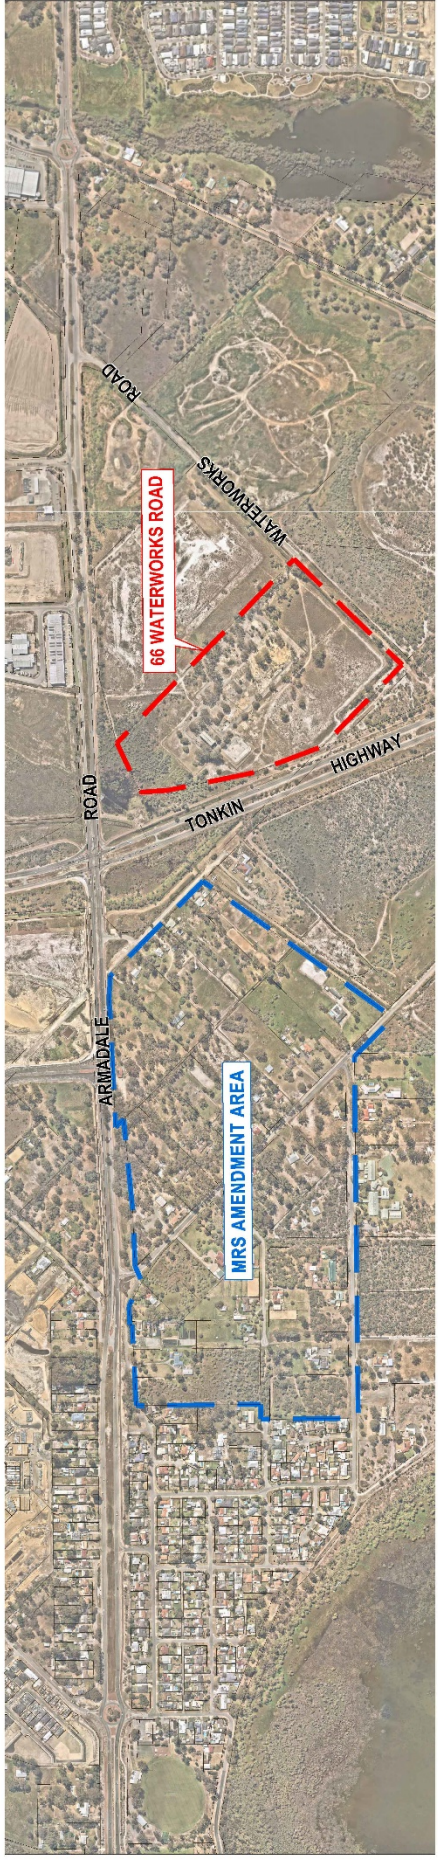 ARMADALE
ROAD
MRS AMENDMENT AREA
TONKIN
HIGHWAY
66 WATERWORKS ROAD
WATERWORKS
ROAD